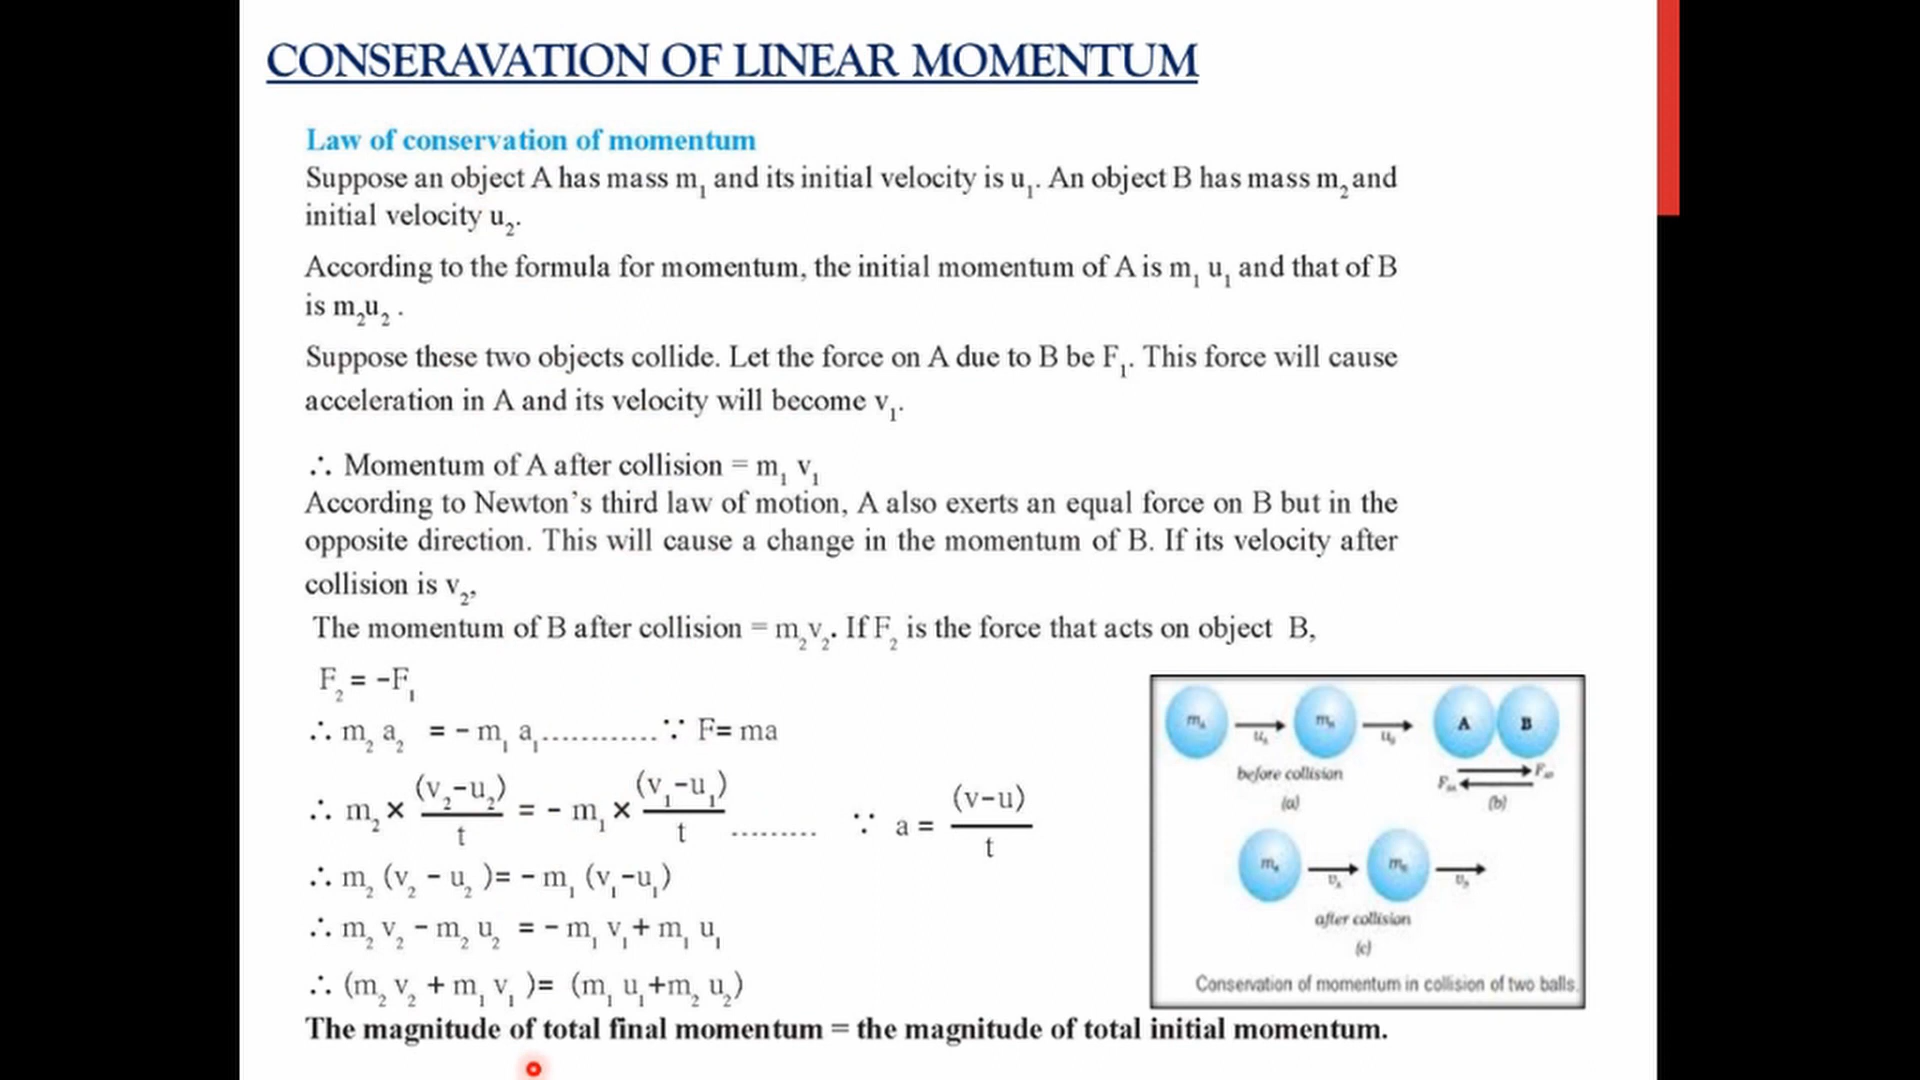 CONSERAVATION OF LINEAR MOMENTUM
Law of conservation of momentum
Suppose an object A has mass m₁ and its initial velocity is u₁. An object B has mass m₂ and
initial velocity u₂.
According to the formula for momentum, the initial momentum of A is m₁ u₁ and that of B
is m₂u₂ .
Suppose these two objects collide. Let the force on A due to B be F₁. This force will cause
acceleration in A and its velocity will become v₁.
∴ Momentum of A after collision = m₁ v₁
According to Newton’s third law of motion, A also exerts an equal force on B but in the
opposite direction. This will cause a change in the momentum of B. If its velocity after
collision is v₂,
The momentum of B after collision = m₂v₂. If F₂ is the force that acts on object B,
F₂ = -F₁
∴ m₂ a₂ = - m₁ a₁............∵ F= ma
∴ m₂ × (v₂-u₂)/t = - m₁ × (v₁-u₁)/t ......... ∵ a = (v-u)/t
∴ m₂ (v₂ - u₂ )= - m₁ (v₁-u₁)
∴ m₂ v₂ - m₂ u₂ = - m₁ v₁+ m₁ u₁
∴ (m₂ v₂ + m₁ v₁ )= (m₁ u₁+m₂ u₂)
The magnitude of total final momentum = the magnitude of total initial momentum.
A B
before collision
(a) (b)
after collision
(c)
Conservation of momentum in collision of two balls.